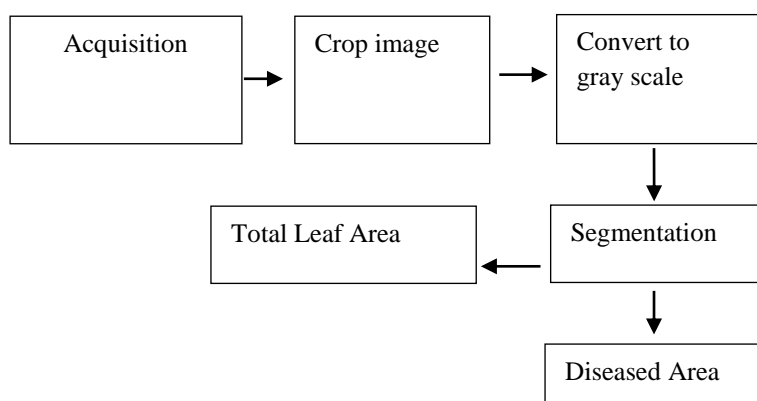 Acquisition
Crop image
Convert to
gray scale
Total Leaf Area
Segmentation
Diseased Area